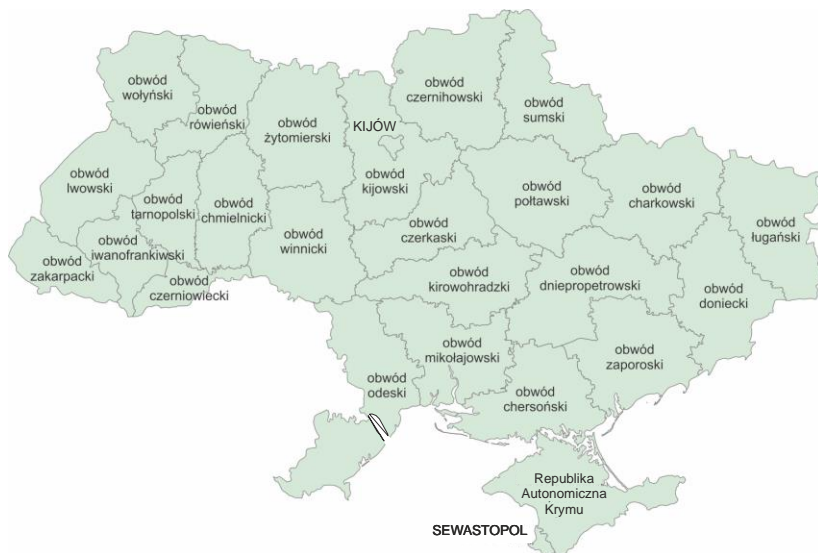 obwód
wołyński
obwód
rówieński
obwód
żytomierski
KIJÓW
obwód
kijowski
obwód
czernihowski
obwód
sumski
obwód
lwowski
obwód
tarnopolski
obwód
chmielnicki
obwód
winnicki
obwód
czerkaski
obwód
połtawski
obwód
charkowski
obwód
ługański
obwód
zakarpacki
obwód
iwanofrankiwski
obwód
czerniowiecki
obwód
kirowohradzki
obwód
dniepropetrowski
obwód
doniecki
obwód
odeski
obwód
mikołajowski
obwód
chersoński
obwód
zaporoski
Republika
Autonomiczna
Krymu
SEWASTOPOL